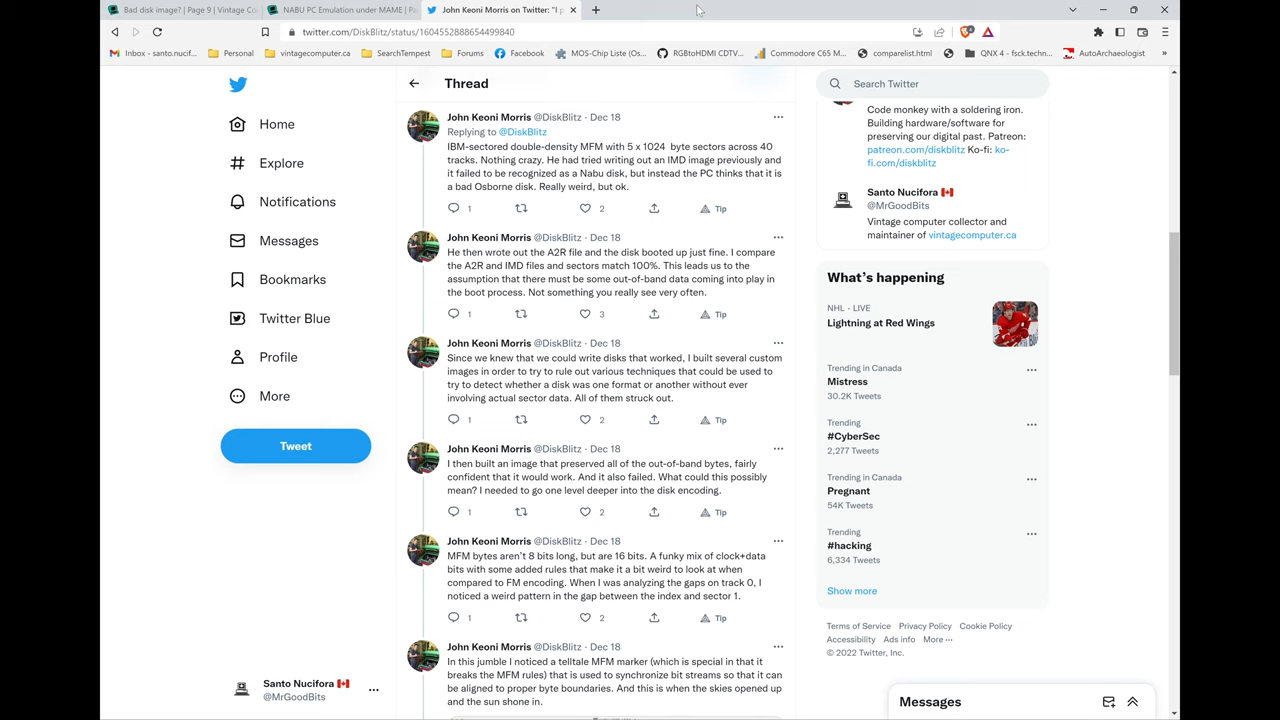 Bad disk image? | Page 9 | Vintage Co
NABU PC Emulation under MAME | Pa
John Keoni Morris on Twitter: "I p
twitter.com/DiskBlitz/status/1604552888654499840
Inbox - santo.nucif...
Personal
vintagecomputer.ca
SearchTempest
Forums
Facebook
MOS-Chip Liste (Os...
RGBtoHDMI CDTV...
Commodore C65 M...
comparelist.html
QNX 4 - fsck.techn...
AutoArchaeologist
»
Home
Explore
Notifications
Messages
Bookmarks
Twitter Blue
Profile
More
Tweet
Santo Nucifora
@MrGoodBits
Thread
John Keoni Morris @DiskBlitz · Dec 18
Replying to @DiskBlitz
IBM-sectored double-density MFM with 5 x 1024 byte sectors across 40
tracks. Nothing crazy. He had tried writing out an IMD image previously and
it failed to be recognized as a Nabu disk, but instead the PC thinks that it is
a bad Osborne disk. Really weird, but ok.
1 2 Tip
John Keoni Morris @DiskBlitz · Dec 18
He then wrote out the A2R file and the disk booted up just fine. I compare
the A2R and IMD files and sectors match 100%. This leads us to the
assumption that there must be some out-of-band data coming into play in
the boot process. Not something you really see very often.
1 3 Tip
John Keoni Morris @DiskBlitz · Dec 18
Since we knew that we could write disks that worked, I built several custom
images in order to try to rule out various techniques that could be used to
try to detect whether a disk was one format or another without ever
involving actual sector data. All of them struck out.
1 2 Tip
John Keoni Morris @DiskBlitz · Dec 18
I then built an image that preserved all of the out-of-band bytes, fairly
confident that it would work. And it also failed. What could this possibly
mean? I needed to go one level deeper into the disk encoding.
1 2 Tip
John Keoni Morris @DiskBlitz · Dec 18
MFM bytes aren't 8 bits long, but are 16 bits. A funky mix of clock+data
bits with some added rules that make it a bit weird to look at when
compared to FM encoding. When I was analyzing the gaps on track 0, I
noticed a weird pattern in the gap between the index and sector 1.
1 2 Tip
John Keoni Morris @DiskBlitz · Dec 18
In this jumble I noticed a telltale MFM marker (which is special in that it
breaks the MFM rules) that is used to synchronize bit streams so that it can
be aligned to proper byte boundaries. And this is when the skies opened up
and the sun shone in.
Search Twitter
Code monkey with a soldering iron.
Building hardware/software for
preserving our digital past. Patreon:
patreon.com/diskblitz Ko-fi: ko-
fi.com/diskblitz
Santo Nucifora
@MrGoodBits
Vintage computer collector and
maintainer of vintagecomputer.ca
What's happening
NHL · LIVE
Lightning at Red Wings
Trending in Canada
Mistress
30.2K Tweets
Trending
#CyberSec
2,277 Tweets
Trending in Canada
Pregnant
54K Tweets
Trending
#hacking
6,334 Tweets
Show more
Terms of Service Privacy Policy Cookie Policy
Accessibility Ads info More ···
© 2022 Twitter, Inc.
Messages